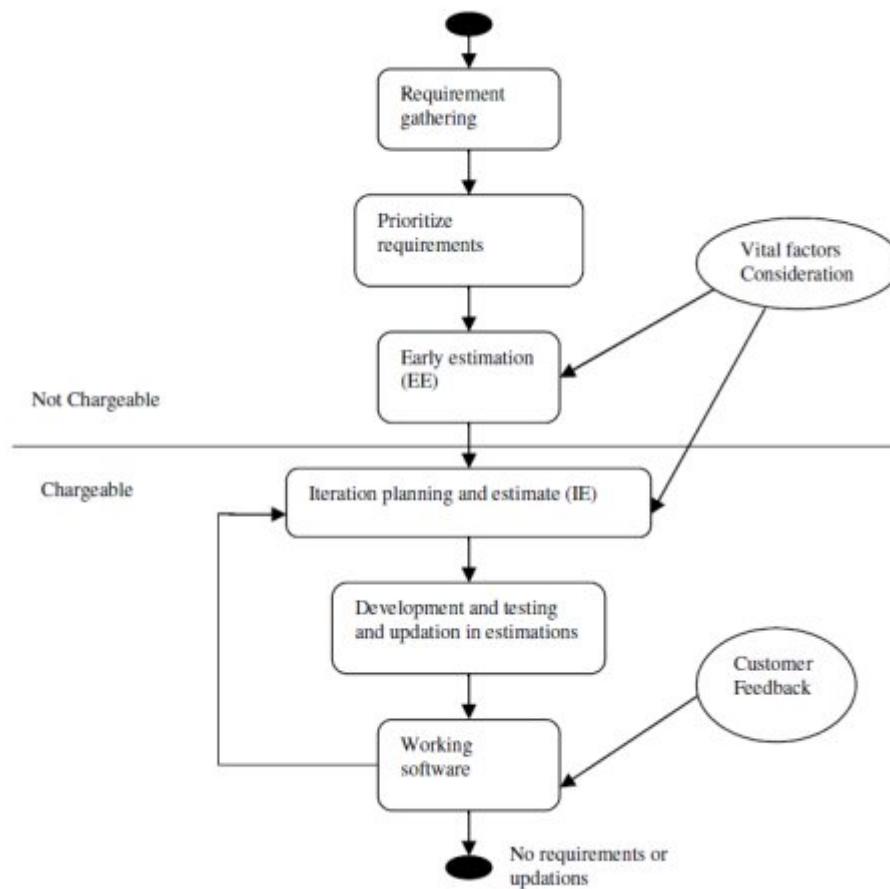 Requirement
gathering
Prioritize
requirements
Vital factors
Consideration
Early estimation
(EE)
Not Chargeable
Chargeable
Iteration planning and estimate (IE)
Development and testing
and updation in estimations
Customer
Feedback
Working
software
No requirements or
updations